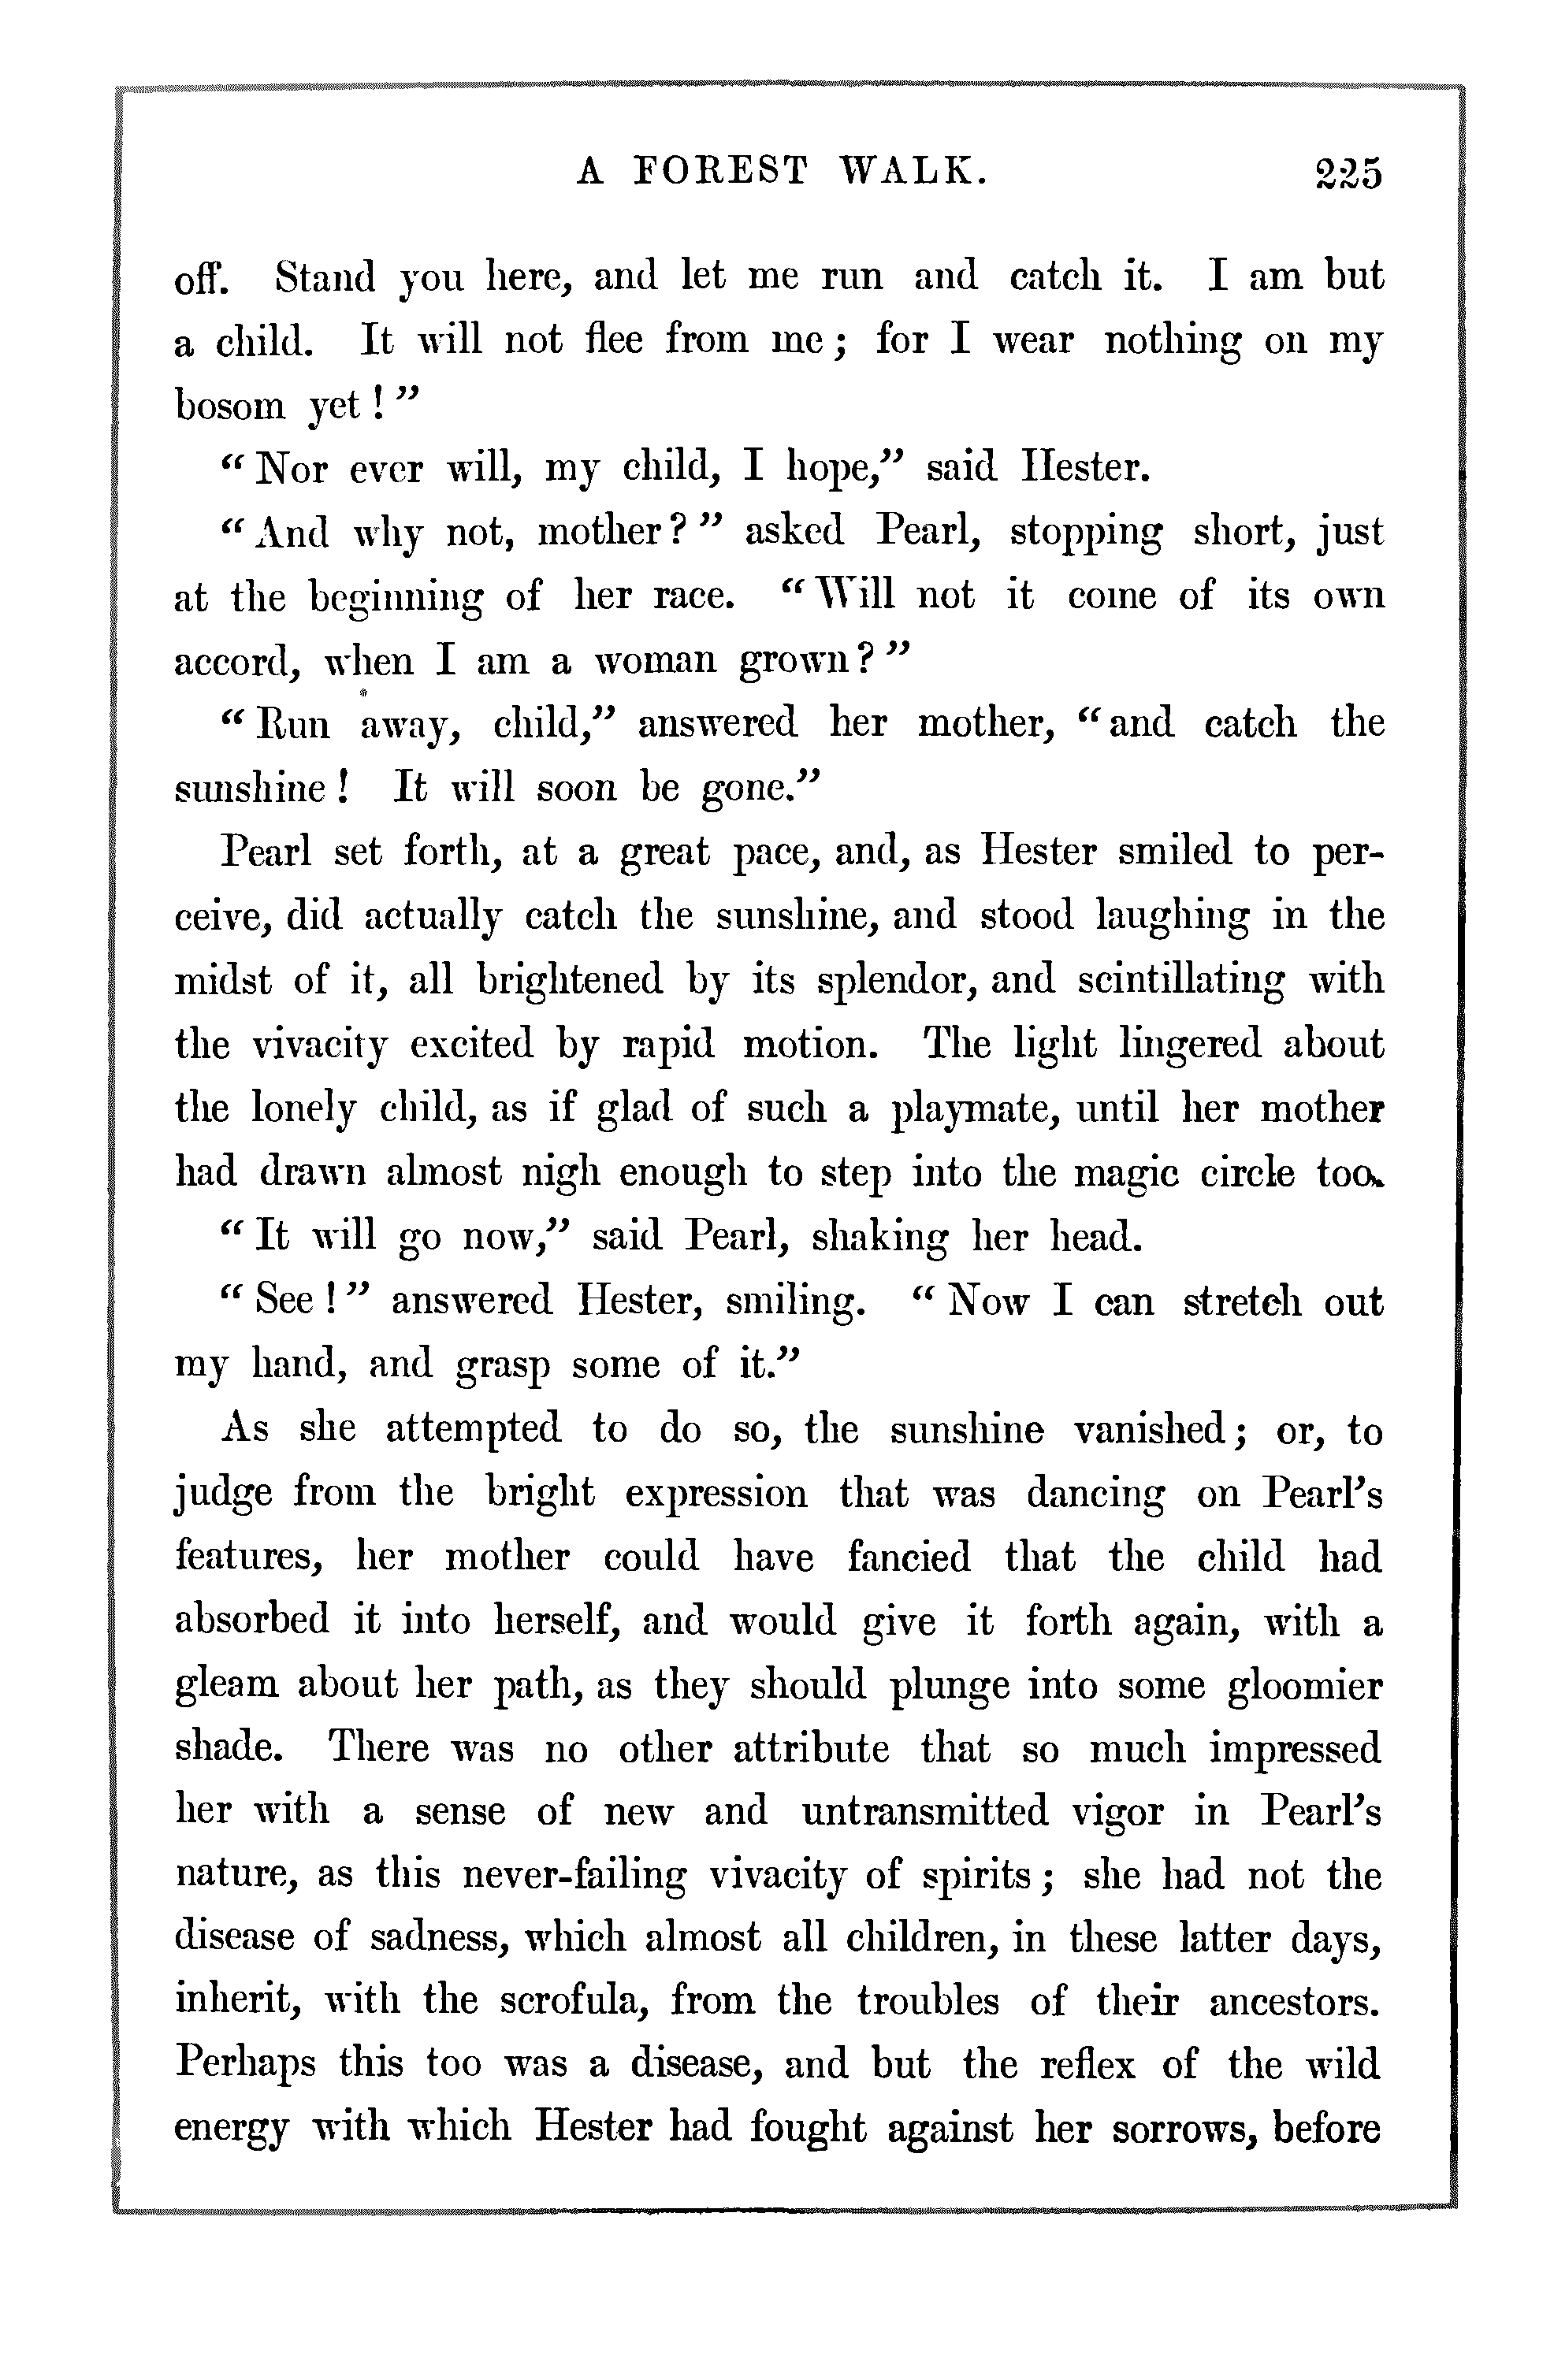 A FOREST WALK. 225
off. Stand you here, and let me run and catch it. I am but
a child. It will not flee from me; for I wear nothing on my
bosom yet!"
"Nor ever will, my child, I hope," said Hester.
"And why not, mother?" asked Pearl, stopping short, just
at the beginning of her race. "Will not it come of its own
accord, when I am a woman grown?"
"Run away, child," answered her mother, "and catch the
sunshine! It will soon be gone."
Pearl set forth, at a great pace, and, as Hester smiled to per-
ceive, did actually catch the sunshine, and stood laughing in the
midst of it, all brightened by its splendor, and scintillating with
the vivacity excited by rapid motion. The light lingered about
the lonely child, as if glad of such a playmate, until her mother
had drawn almost nigh enough to step into the magic circle too.
"It will go now," said Pearl, shaking her head.
"See!" answered Hester, smiling. "Now I can stretch out
my hand, and grasp some of it."
As she attempted to do so, the sunshine vanished; or, to
judge from the bright expression that was dancing on Pearl's
features, her mother could have fancied that the child had
absorbed it into herself, and would give it forth again, with a
gleam about her path, as they should plunge into some gloomier
shade. There was no other attribute that so much impressed
her with a sense of new and untransmitted vigor in Pearl's
nature, as this never-failing vivacity of spirits; she had not the
disease of sadness, which almost all children, in these latter days,
inherit, with the scrofula, from the troubles of their ancestors.
Perhaps this too was a disease, and but the reflex of the wild
energy with which Hester had fought against her sorrows, before